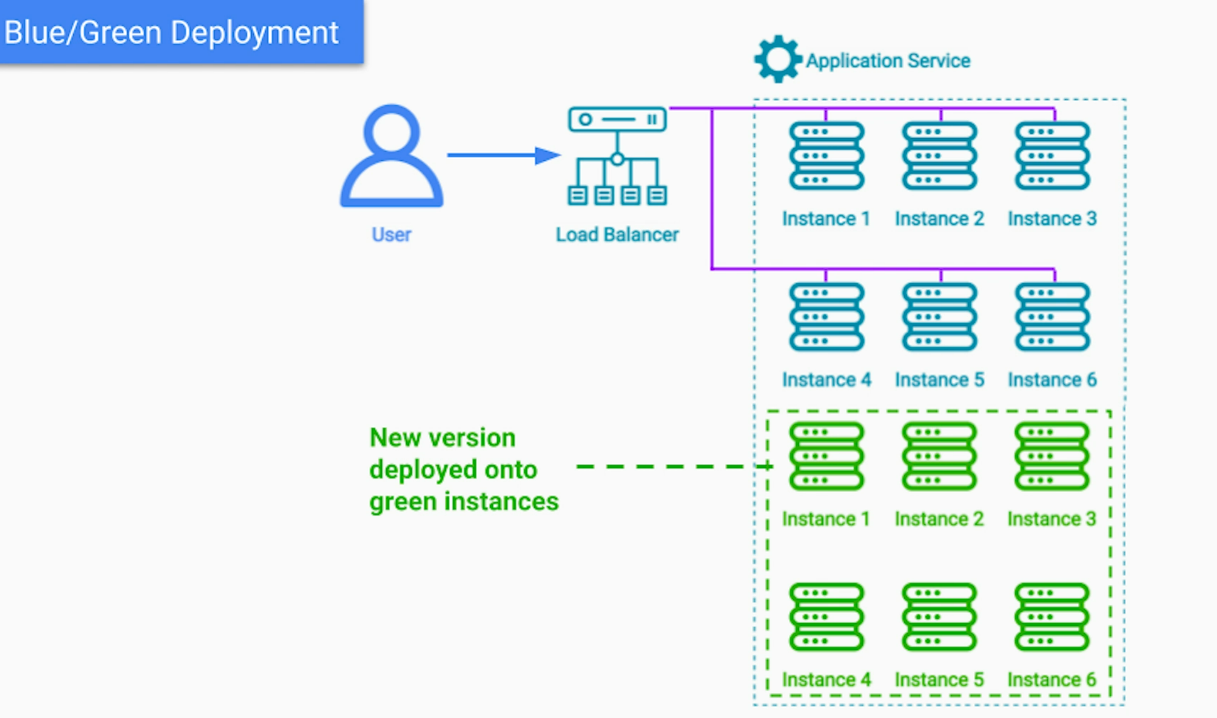 Blue/Green Deployment
Application Service
User
Load Balancer
Instance 1
Instance 2
Instance 3
Instance 4
Instance 5
Instance 6
New version
deployed onto
green instances
Instance 1
Instance 2
Instance 3
Instance 4
Instance 5
Instance 6